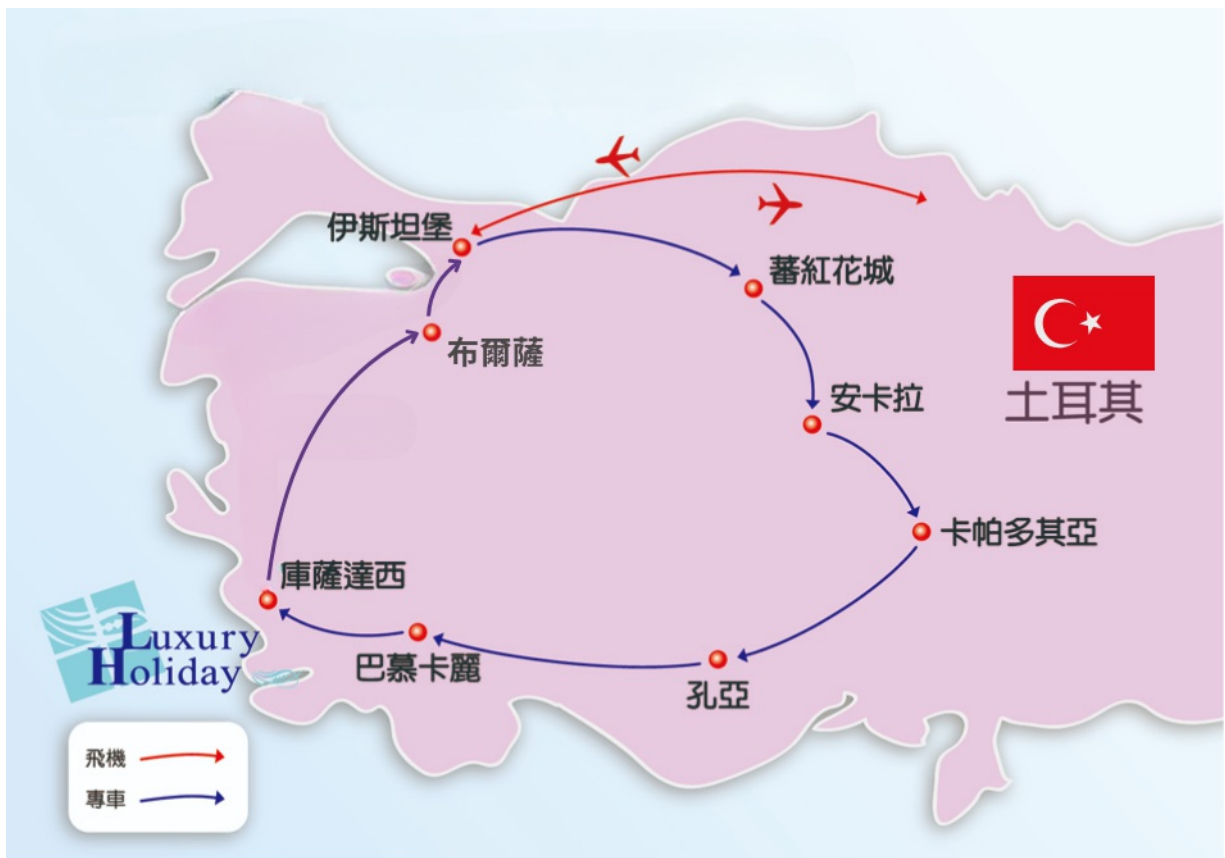 伊斯坦堡
蕃紅花城
布爾薩
安卡拉
土耳其
卡帕多其亞
庫薩達西
巴慕卡麗
孔亞
Luxury
Holiday
飛機
專車